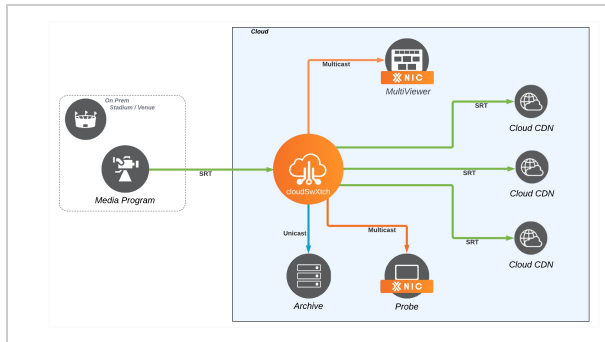 Cloud
Multicast
NIC
MultiViewer
On Prem
Stadium / Venue
Media Program
SRT
cloudSwXtch
SRT
Cloud CDN
SRT
Cloud CDN
SRT
Cloud CDN
Unicast
Multicast
Archive
NIC
Probe